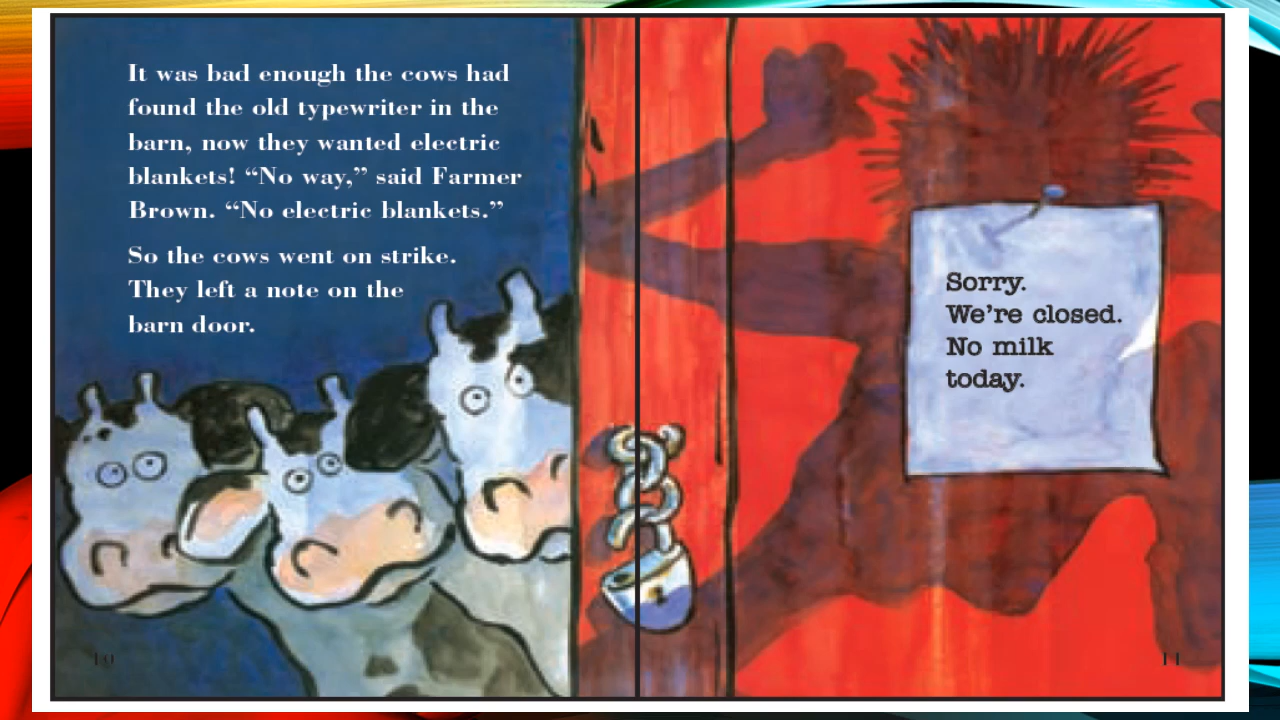 It was bad enough the cows had
found the old typewriter in the
barn, now they wanted electric
blankets! “No way,” said Farmer
Brown. “No electric blankets.”
So the cows went on strike.
They left a note on the
barn door.
Sorry.
We’re closed.
No milk
today.
10
11